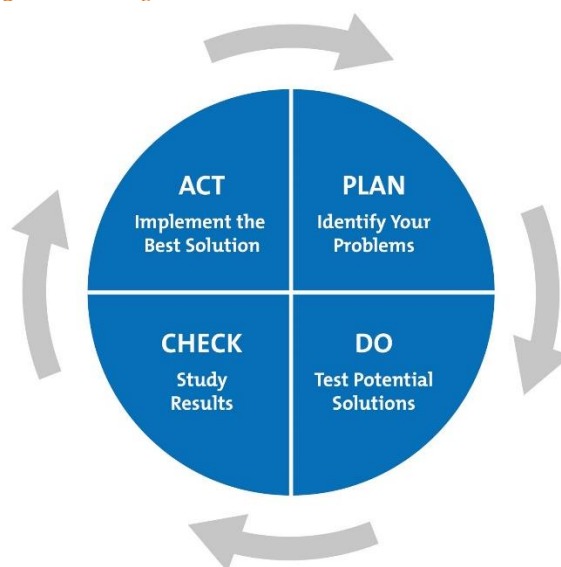 ACT
Implement the
Best Solution
PLAN
Identify Your
Problems
CHECK
Study
Results
DO
Test Potential
Solutions